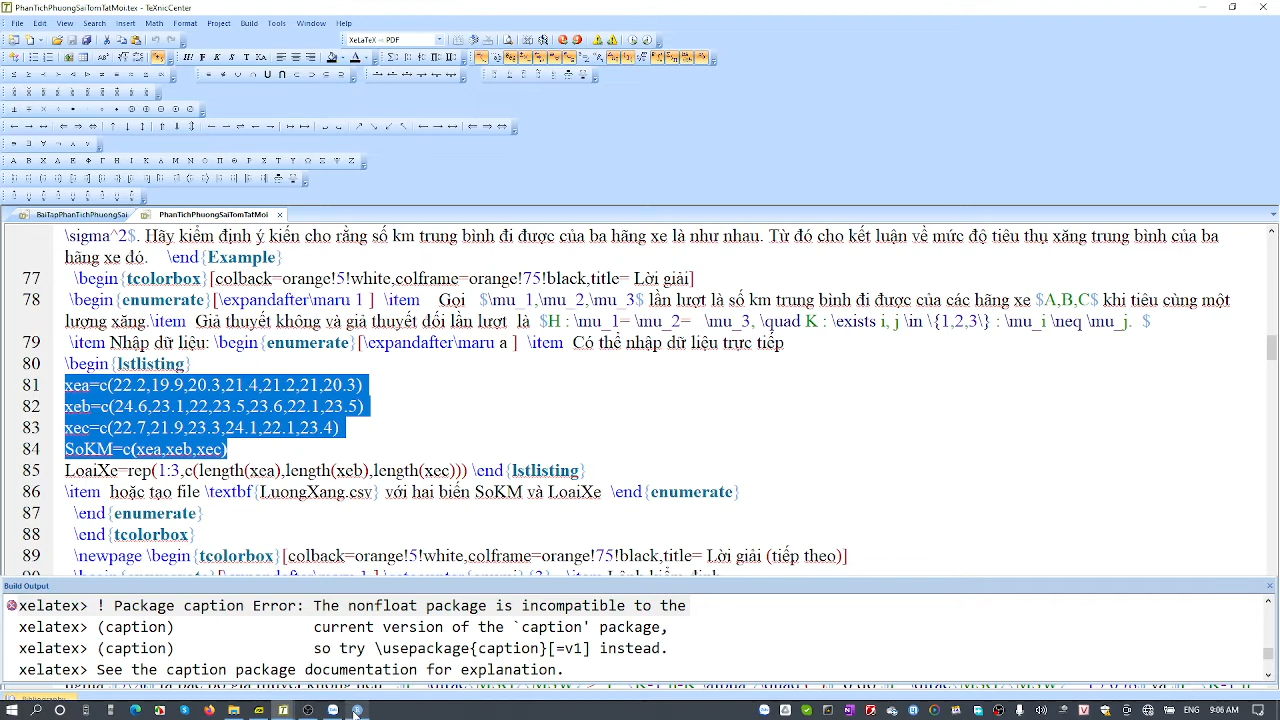 PhanTichPhuongSaiTomTatMoi.tex - TeXnicCenter
File Edit View Search Insert Math Format Project Build Tools Window Help
XeLaTeX ⇨ PDF
BaiTapPhanTichPhuongSai PhanTichPhuongSaiTomTatMoi
\sigma^2$. Hãy kiểm định ý kiến cho rằng số km trung bình đi được của ba hãng xe là như nhau. Từ đó cho kết luận về mức độ tiêu thụ xăng trung bình của ba
hãng xe đó. \end{Example}
77 \begin{tcolorbox}[colback=orange!5!white,colframe=orange!75!black,title= Lời giải]
78 \begin{enumerate}[\expandafter\maru 1 ] \item Gọi $\mu_1,\mu_2,\mu_3$ lần lượt là số km trung bình đi được của các hãng xe $A,B,C$ khi tiêu cùng một
lượng xăng.\item Giả thuyết không và giả thuyết đối lần lượt là $H : \mu_1= \mu_2= \mu_3, \quad K : \exists i, j \in \{1,2,3\} : \mu_i \neq \mu_j. $
79 \item Nhập dữ liệu: \begin{enumerate}[\expandafter\maru a ] \item Có thể nhập dữ liệu trực tiếp
80 \begin{lstlisting}
81 xea=c(22.2,19.9,20.3,21.4,21.2,21,20.3)
82 xeb=c(24.6,23.1,22,23.5,23.6,22.1,23.5)
83 xec=c(22.7,21.9,23.3,24.1,22.1,23.4)
84 SoKM=c(xea,xeb,xec)
85 LoaiXe=rep(1:3,c(length(xea),length(xeb),length(xec))) \end{lstlisting}
86 \item hoặc tạo file \textbf{LuongXang.csv} với hai biến SoKM và LoaiXe \end{enumerate}
87 \end{enumerate}
88 \end{tcolorbox}
89 \newpage \begin{tcolorbox}[colback=orange!5!white,colframe=orange!75!black,title= Lời giải (tiếp theo)]
Build Output
xelatex> ! Package caption Error: The nonfloat package is incompatible to the
xelatex> (caption) current version of the `caption' package,
xelatex> (caption) so try \usepackage{caption}[=v1] instead.
xelatex> See the caption package documentation for explanation.
ENG 9:06 AM